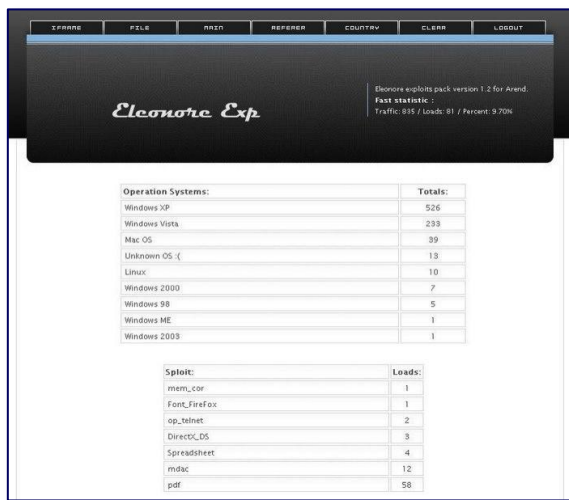 IFRAME FILE MAIN REFERER COUNTRY CLEAR LOGOUT
Eleonore exploits pack version 1.2 for Arend.
Fast statistic :
Traffic: 835 / Loads: 81 / Percent: 9.70%
Eleonore Exp
Operation Systems: Totals:
Windows XP 526
Windows Vista 233
Mac OS 39
Unknown OS :( 13
Linux 10
Windows 2000 7
Windows 98 5
Windows ME 1
Windows 2003 1
Sploit: Loads:
mem_cor 1
Font_FireFox 1
op_telnet 2
DirectX_DS 3
Spreadsheet 4
mdac 12
pdf 58